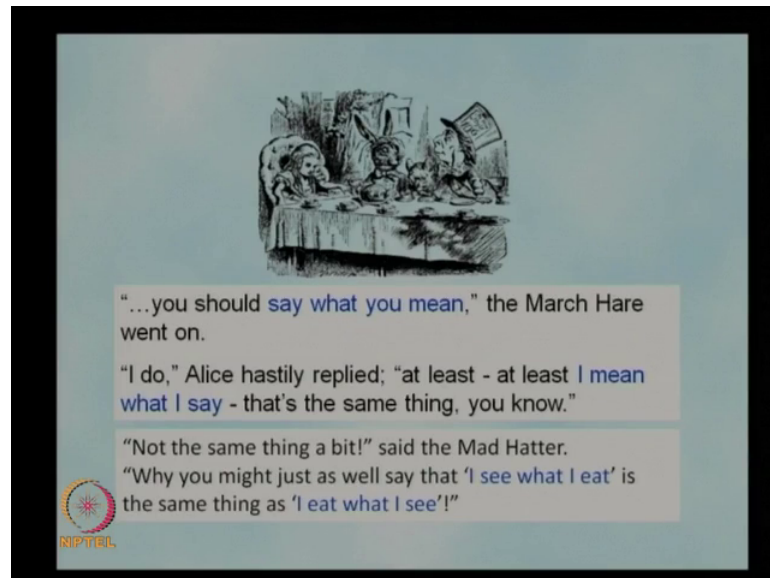 “…you should say what you mean,” the March Hare
went on.
“I do,” Alice hastily replied; “at least - at least I mean
what I say - that’s the same thing, you know.”
“Not the same thing a bit!” said the Mad Hatter.
“Why you might just as well say that ‘I see what I eat’ is
the same thing as ‘I eat what I see’!”
NPTEL